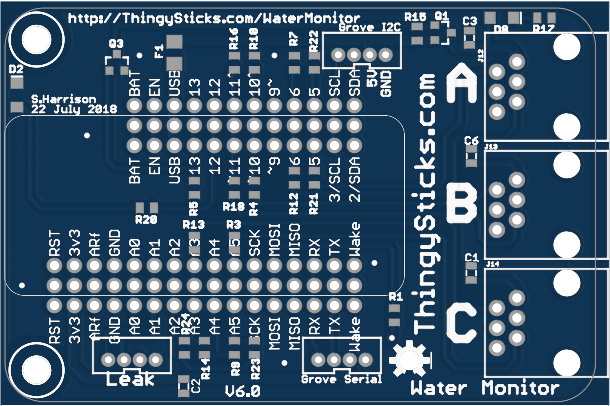 http://ThingySticks.com/WaterMonitor
R16 R10 R7 R22 Grove I2C R15 Q1 C3 D8 R17
Q3 F1
D2
5V
GND
J12
A
S.Harrison
22 July 2018
BAT EN USB 13 12 11 10 ~9 6 5 SCL SDA
BAT EN USB 13 12 11 10 ~9 6 5 3/SCL 2/SDA
C6
J13
B
ThingySticks.com
R20 R5 R18 R4 R12 R21
R13 R3
RST 3v3 ARf GND A0 A1 A2 A3 A4 A5 SCK MOSI MISO RX TX Wake
RST 3v3 ARf GND A0 A1 A2 A3 A4 A5 SCK MOSI MISO RX TX Wake
C1
J14
C
R1
R24 R14 R9 R23
Leak
C2
V6.0
Grove Serial
Water Monitor